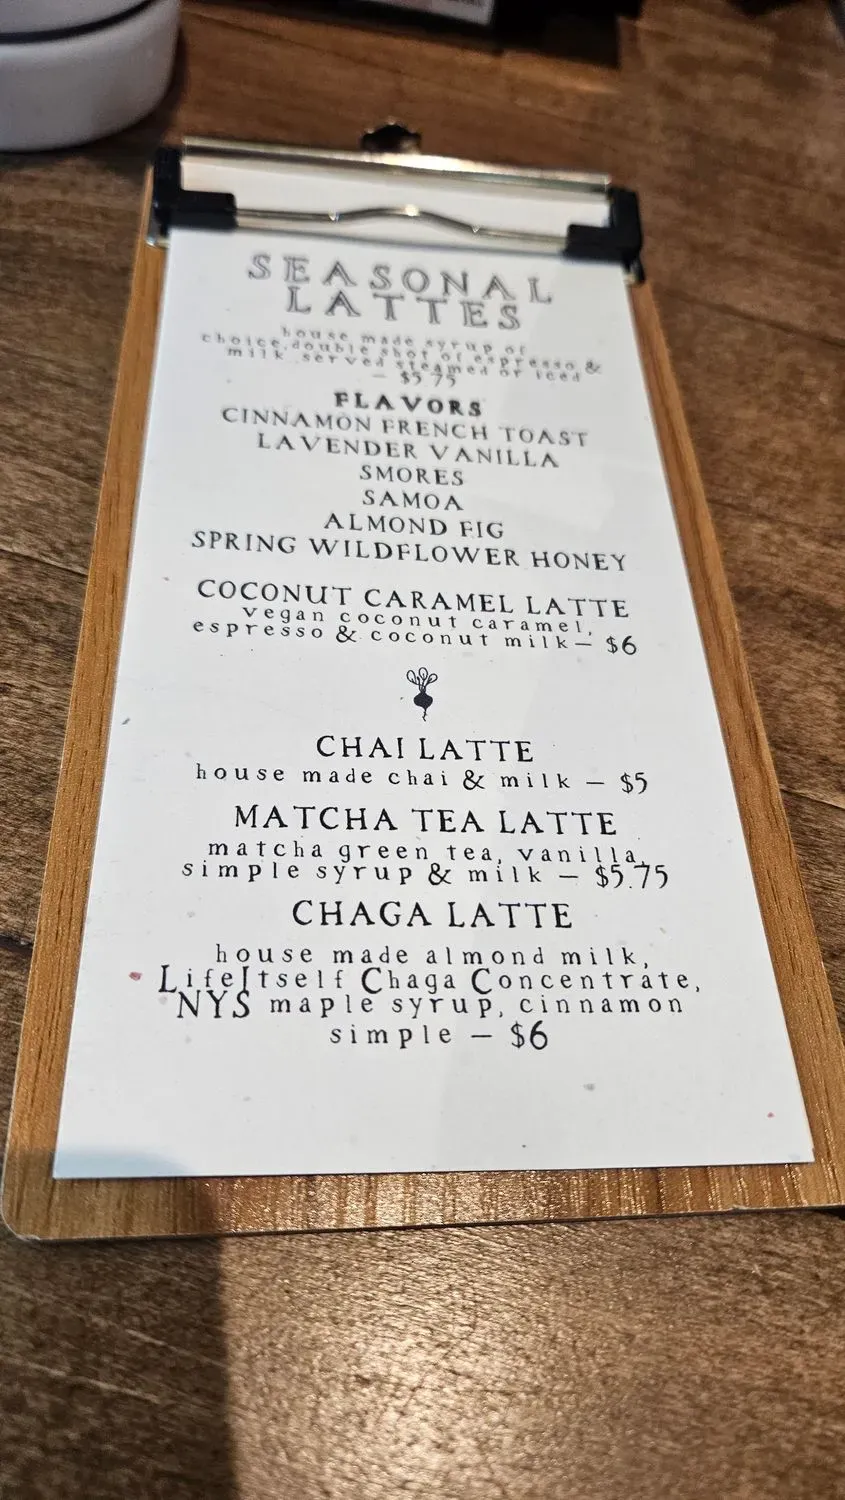 SEASONAL
LATTES
house made syrup of
choice, double shot of espresso &
milk served steamed or iced
— $5.75
FLAVORS
CINNAMON FRENCH TOAST
LAVENDER VANILLA
SMORES
SAMOA
ALMOND FIG
SPRING WILDFLOWER HONEY
COCONUT CARAMEL LATTE
vegan coconut caramel,
espresso & coconut milk— $6
CHAI LATTE
house made chai & milk — $5
MATCHA TEA LATTE
matcha green tea, vanilla,
simple syrup & milk — $5.75
CHAGA LATTE
house made almond milk,
LifeItself Chaga Concentrate,
NYS maple syrup, cinnamon
simple — $6